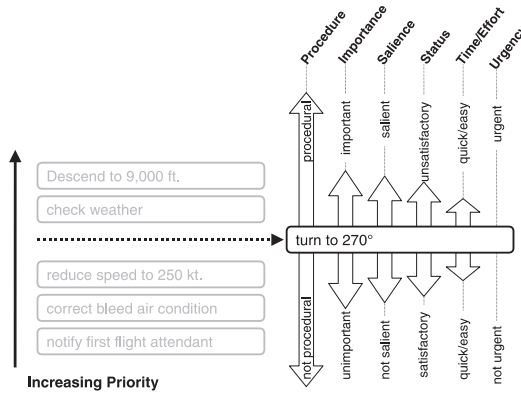 Procedure
Importance
Salience
Status
Time/Effort
Urgency
procedural
important
salient
unsatisfactory
quick/easy
urgent
Descend to 9,000 ft.
check weather
turn to 270°
reduce speed to 250 kt.
correct bleed air condition
notify first flight attendant
not procedural
unimportant
not salient
satisfactory
quick/easy
not urgent
Increasing Priority